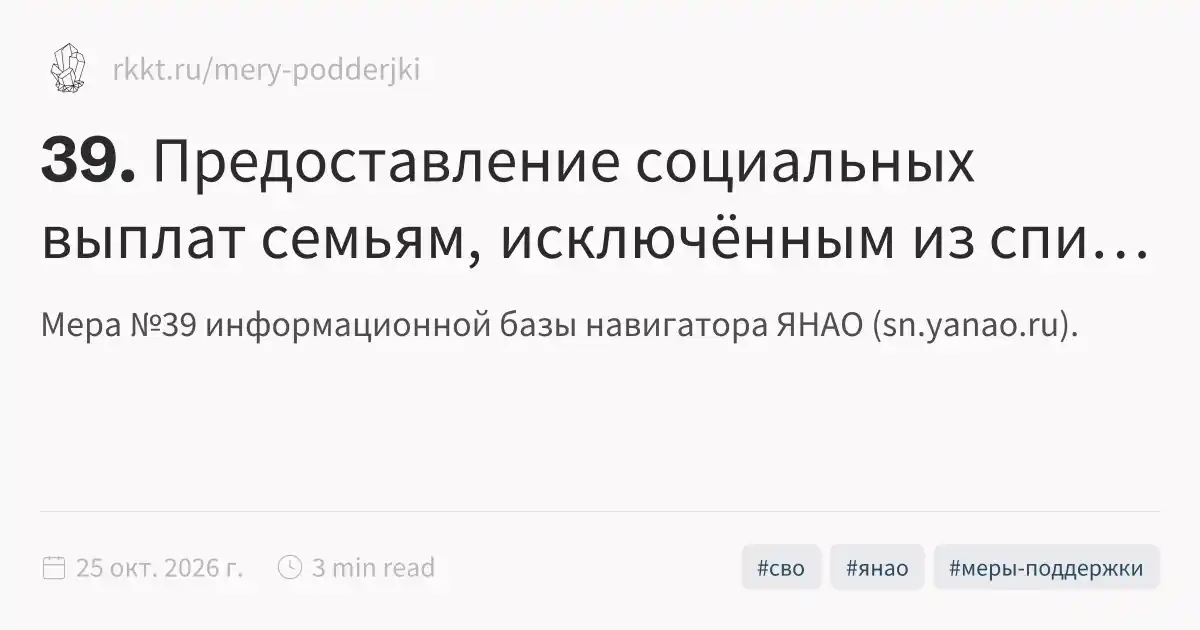 rkkt.ru/mery-podderjki
39. Предоставление социальных
выплат семьям, исключённым из спи…
Мера №39 информационной базы навигатора ЯНАО (sn.yanao.ru).
25 окт. 2026 г. 3 min read #сво #янао #меры-поддержки